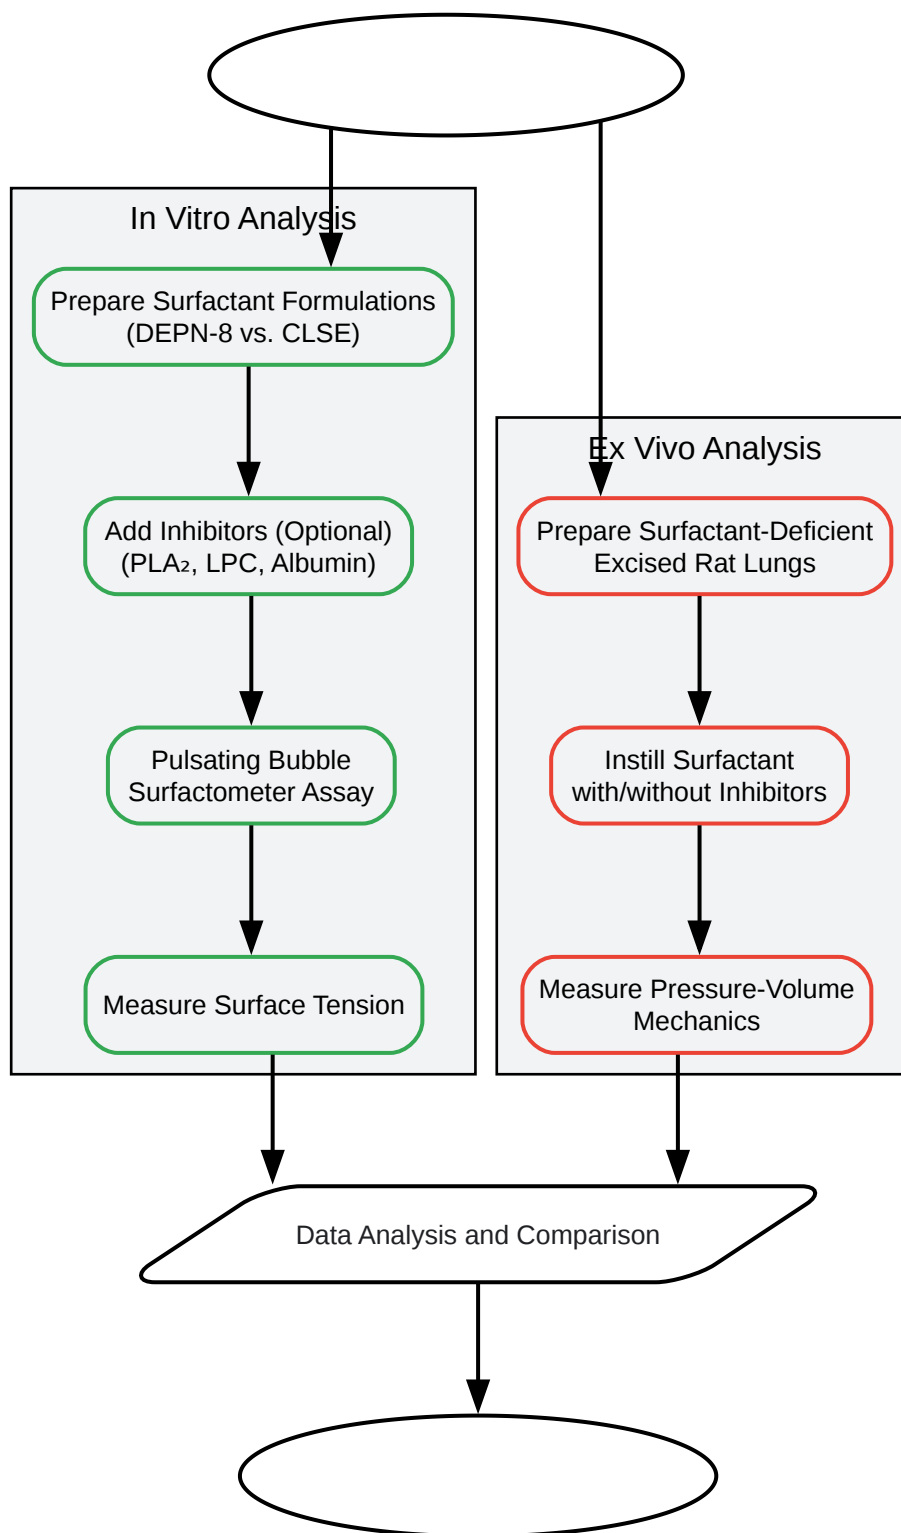 In Vitro Analysis
Prepare Surfactant Formulations
(DEPN-8 vs. CLSE)
Add Inhibitors (Optional)
(PLA₂, LPC, Albumin)
Pulsating Bubble
Surfactometer Assay
Measure Surface Tension
Ex Vivo Analysis
Prepare Surfactant-Deficient
Excised Rat Lungs
Instill Surfactant
with/without Inhibitors
Measure Pressure-Volume
Mechanics
Data Analysis and Comparison